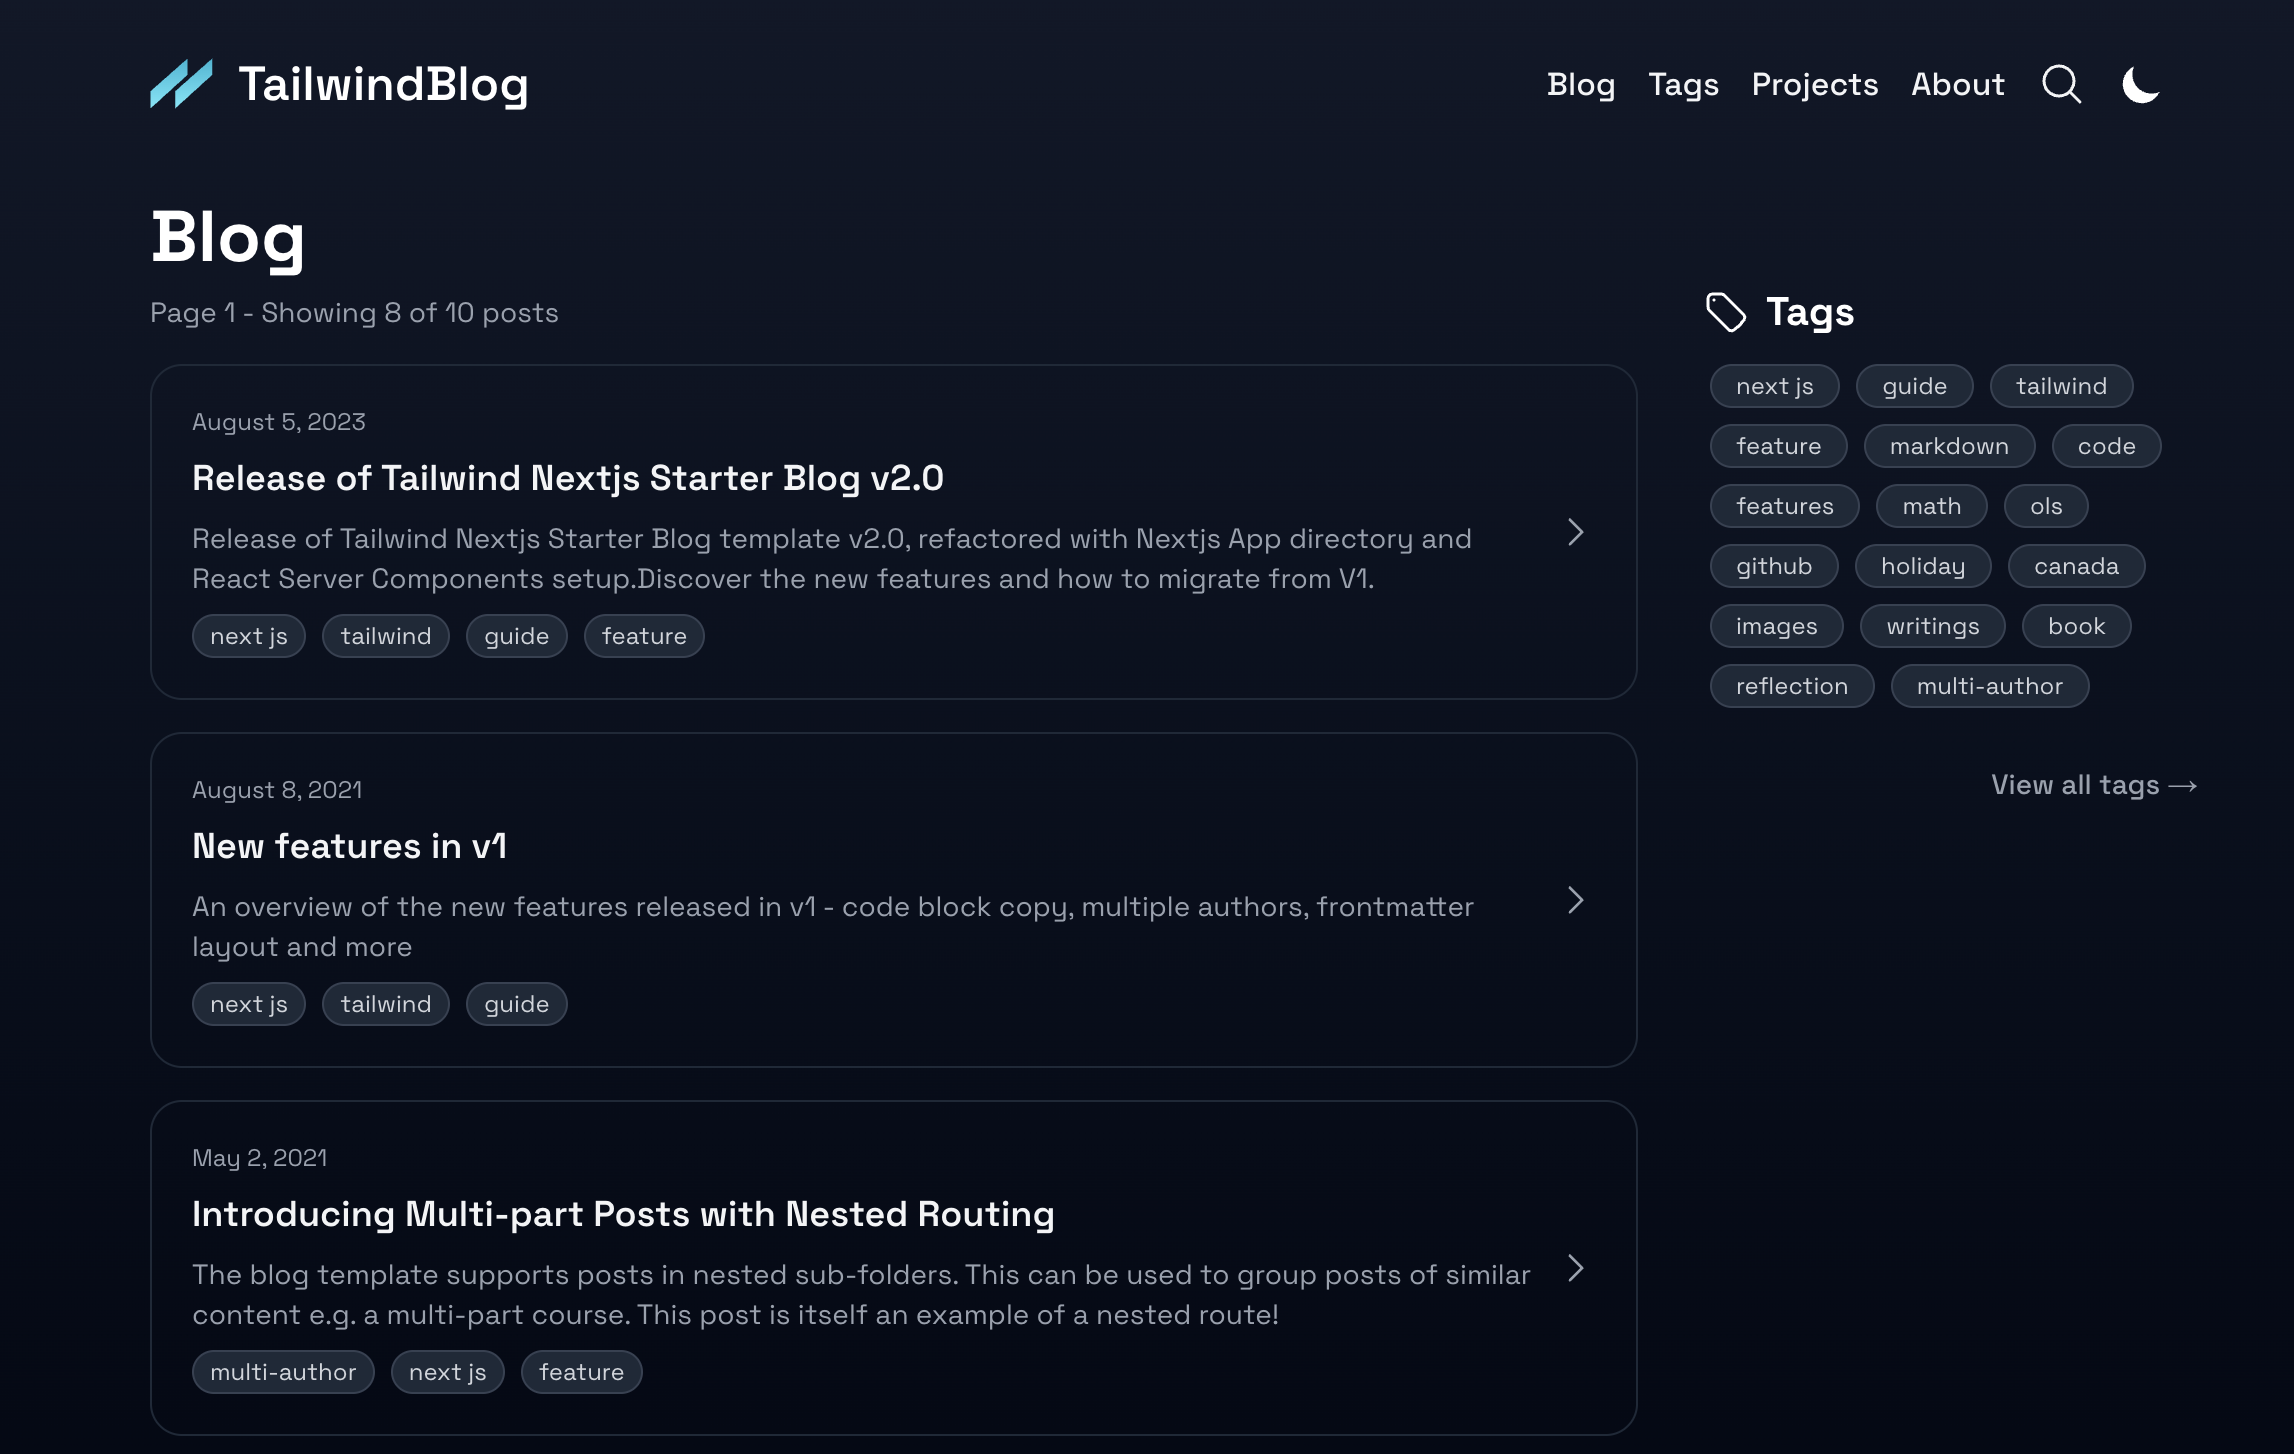 TailwindBlog
Blog Tags Projects About
Blog
Page 1 - Showing 8 of 10 posts
August 5, 2023
Release of Tailwind Nextjs Starter Blog v2.0
Release of Tailwind Nextjs Starter Blog template v2.0, refactored with Nextjs App directory and
React Server Components setup.Discover the new features and how to migrate from V1.
next js tailwind guide feature
August 8, 2021
New features in v1
An overview of the new features released in v1 - code block copy, multiple authors, frontmatter
layout and more
next js tailwind guide
May 2, 2021
Introducing Multi-part Posts with Nested Routing
The blog template supports posts in nested sub-folders. This can be used to group posts of similar
content e.g. a multi-part course. This post is itself an example of a nested route!
multi-author next js feature
Tags
next js guide tailwind
feature markdown code
features math ols
github holiday canada
images writings book
reflection multi-author
View all tags →